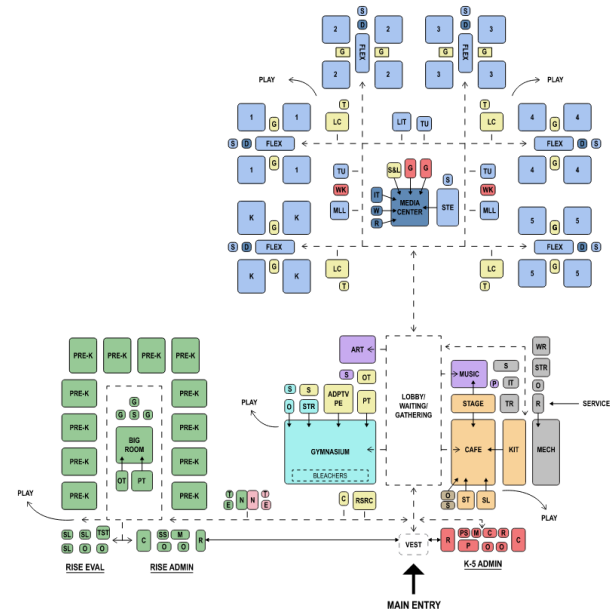 S S
D D
2 2 3 3
FLEX FLEX
G G G G
2 2 3 3
PLAY PLAY
T T
1 1 LC LIT TU LC 4 4
G G
S D FLEX FLEX D S
G G
1 1 TU S&L G G TU 4 4
WK S WK
IT
K K MLL W MEDIA STE MLL 5 5
R CENTER
G G
S D FLEX FLEX D S
G G
K K LC LC 5 5
T T
PRE-K PRE-K PRE-K PRE-K
ART MUSIC S WR
S OT P IT STR
PRE-K PRE-K S S ADPTV PT LOBBY/ STAGE TR O
O STR PE WAITING/ R SERVICE
G GATHERING
PLAY
G S G
PRE-K BIG PRE-K GYMNASIUM CAFE KIT MECH
ROOM
BLEACHERS
PRE-K OT PT PRE-K
T T C RSRC O ST SL
PLAY N N S
E E PLAY
SL SL TST SS M PS M C R
C R VEST R C
SL O O O O P O O
RISE EVAL RISE ADMIN K-5 ADMIN
MAIN ENTRY